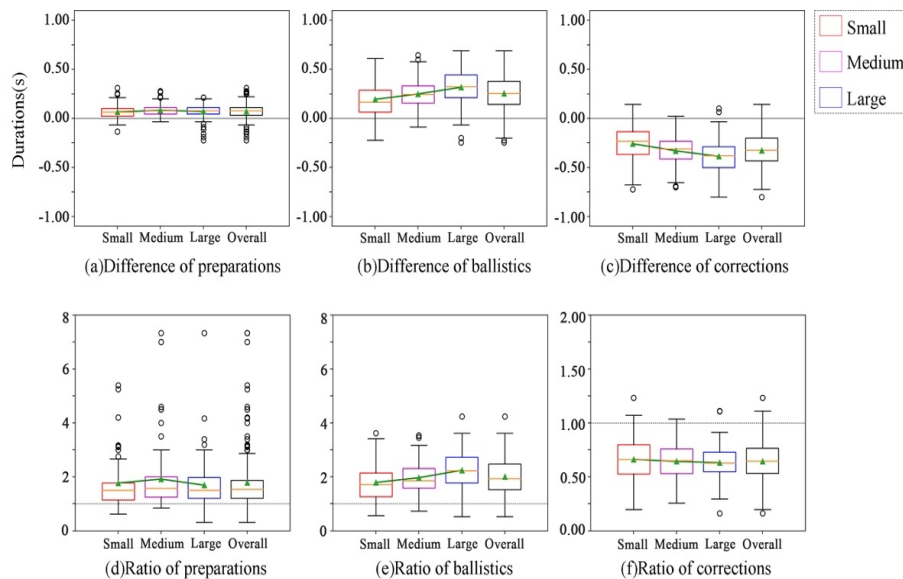 1.00 1.00 1.00
0.50 0.50 0.50
0.00 0.00 0.00
-0.50 -0.50 -0.50
-1.00 -1.00 -1.00
Durations(s)
Small Medium Large Overall Small Medium Large Overall Small Medium Large Overall
(a)Difference of preparations (b)Difference of ballistics (c)Difference of corrections
Small
Medium
Large
8 8 2.00
6 6 1.50
4 4 1.00
2 2 0.50
0 0 0.00
Small Medium Large Overall Small Medium Large Overall Small Medium Large Overall
(d)Ratio of preparations (e)Ratio of ballistics (f)Ratio of corrections